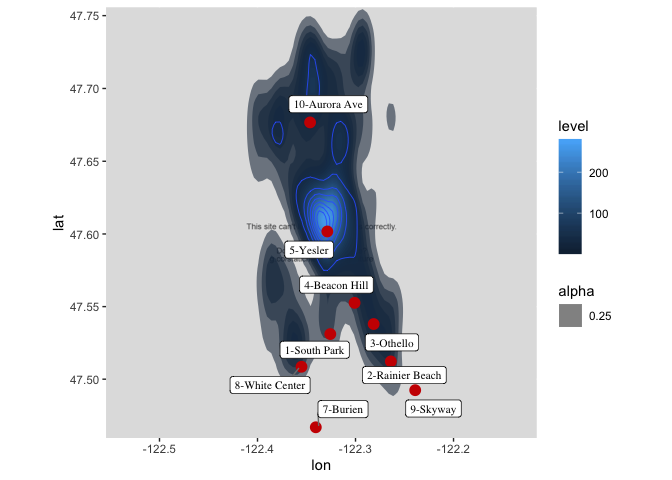 47.75
47.70
47.65
47.60
47.55
47.50
lat
10-Aurora Ave
This site can't correctly.
5-Yesler
4-Beacon Hill
3-Othello
1-South Park
2-Rainier Beach
8-White Center
7-Burien
9-Skyway
-122.5
-122.4
-122.3
-122.2
lon
level
200
100
alpha
0.25